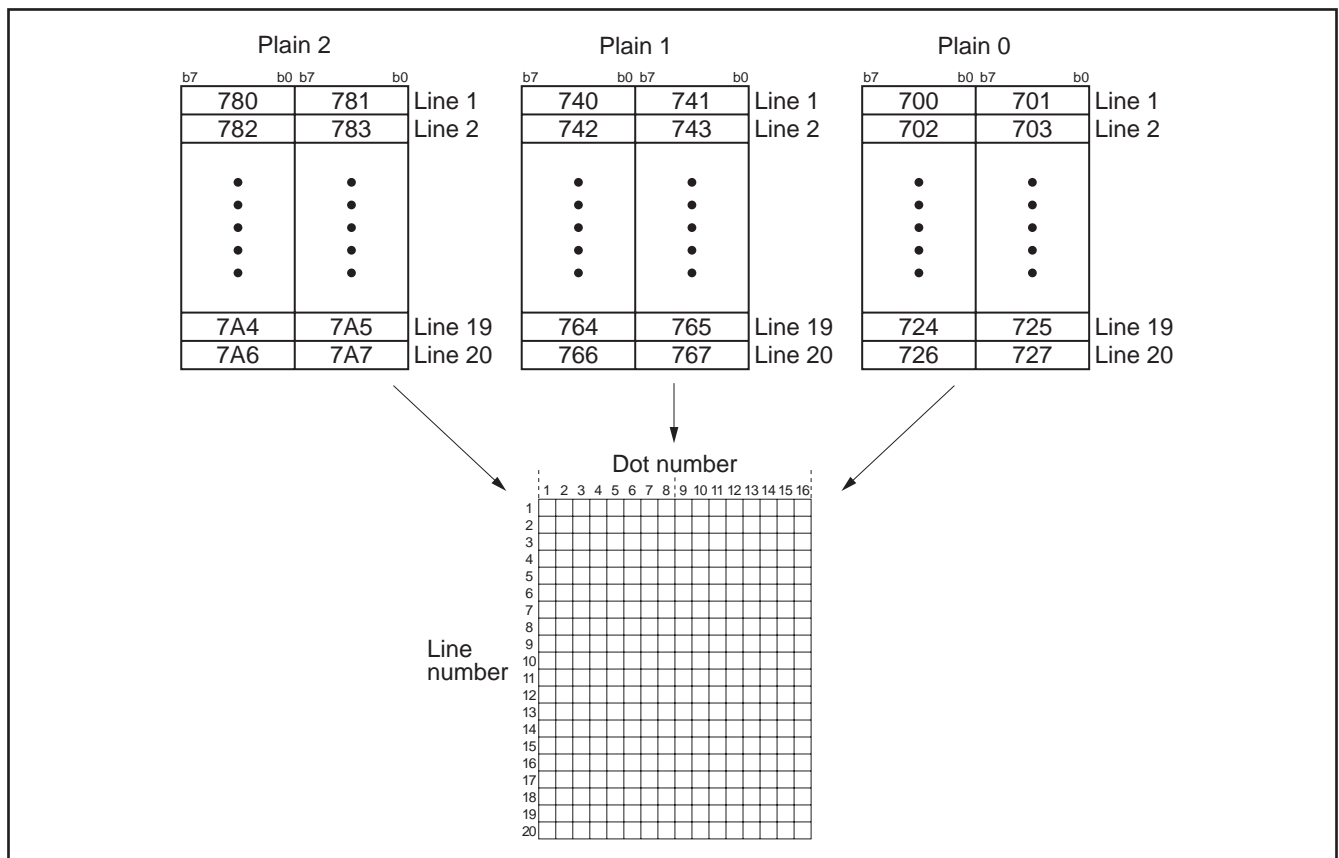 Plain 2 Plain 1 Plain 0
b7 b0 b7 b0 b7 b0 b7 b0 b7 b0 b7 b0
780 781 Line 1 740 741 Line 1 700 701 Line 1
782 783 Line 2 742 743 Line 2 702 703 Line 2
7A4 7A5 Line 19 764 765 Line 19 724 725 Line 19
7A6 7A7 Line 20 766 767 Line 20 726 727 Line 20
Dot number
1 2 3 4 5 6 7 8 9 10 11 12 13 14 15 16
1
2
3
4
5
6
7
8
9
Line
number
10
11
12
13
14
15
16
17
18
19
20